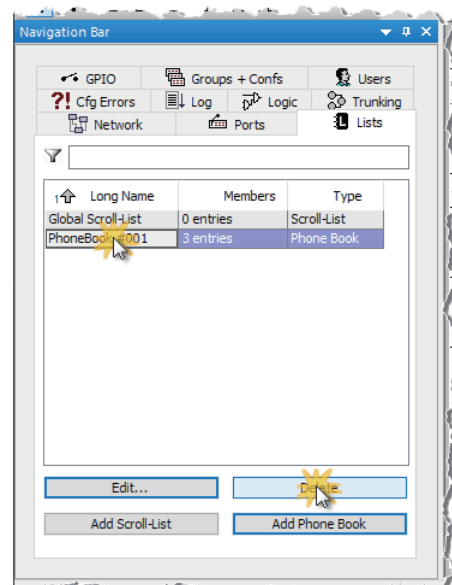 Navigation Bar
GPIO Groups + Confs Users
?! Cfg Errors Log Logic Trunking
Network Ports L Lists
1 Long Name Members Type
Global Scroll-List 0 entries Scroll-List
PhoneBook #001 3 entries Phone Book
Edit... Delete
Add Scroll-List Add Phone Book